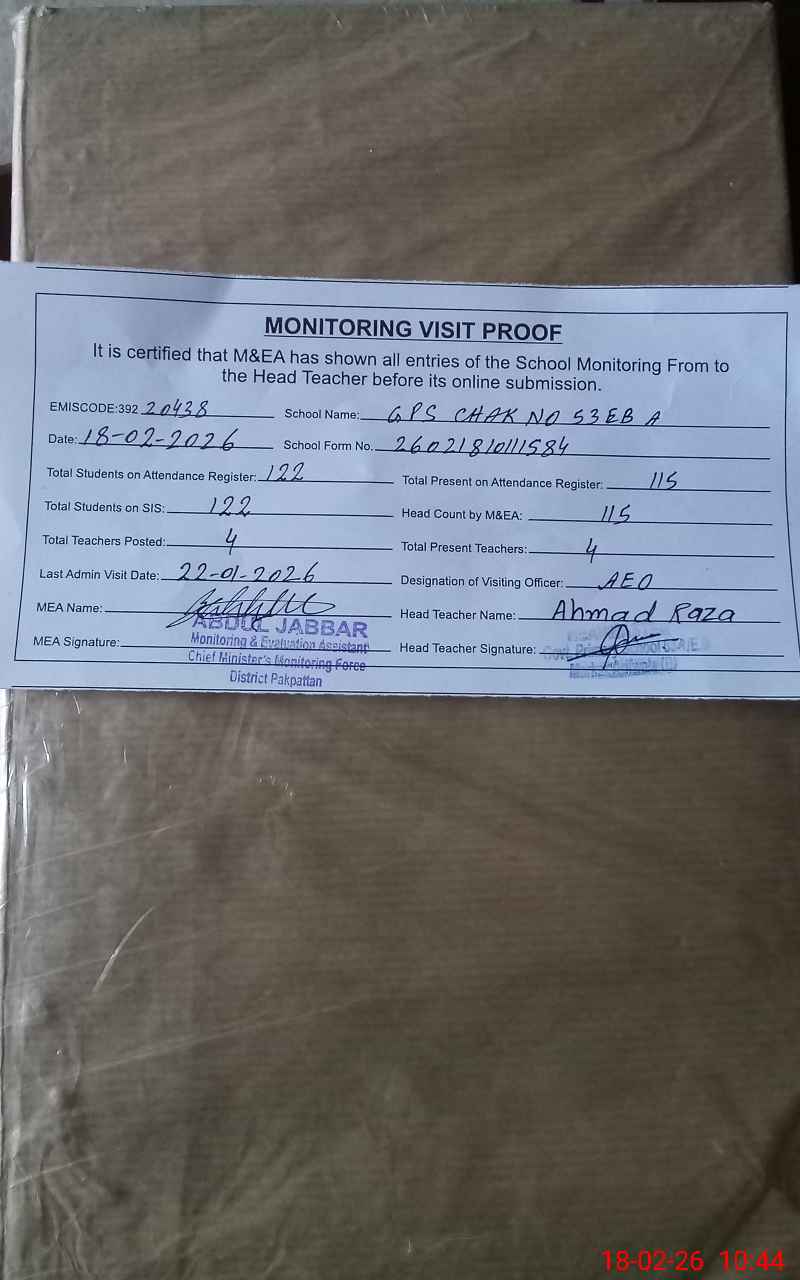 MONITORING VISIT PROOF
It is certified that M&EA has shown all entries of the School Monitoring From to
the Head Teacher before its online submission.
EMISCODE:392 20438 School Name: GPS CHAK NO 53EB A
Date: 18-02-2026 School Form No. 26021810111584
Total Students on Attendance Register: 122 Total Present on Attendance Register: 115
Total Students on SIS: 122 Head Count by M&EA: 115
Total Teachers Posted: 4 Total Present Teachers: 4
Last Admin Visit Date: 22-01-2026 Designation of Visiting Officer: AEO
MEA Name: Head Teacher Name: Ahmad Raza
ABDUL JABBAR
MEA Signature: Monitoring & Evaluation Assistant Head Teacher Signature:
Chief Minister's Monitoring Force
District Pakpattan
18-02-26 10:44